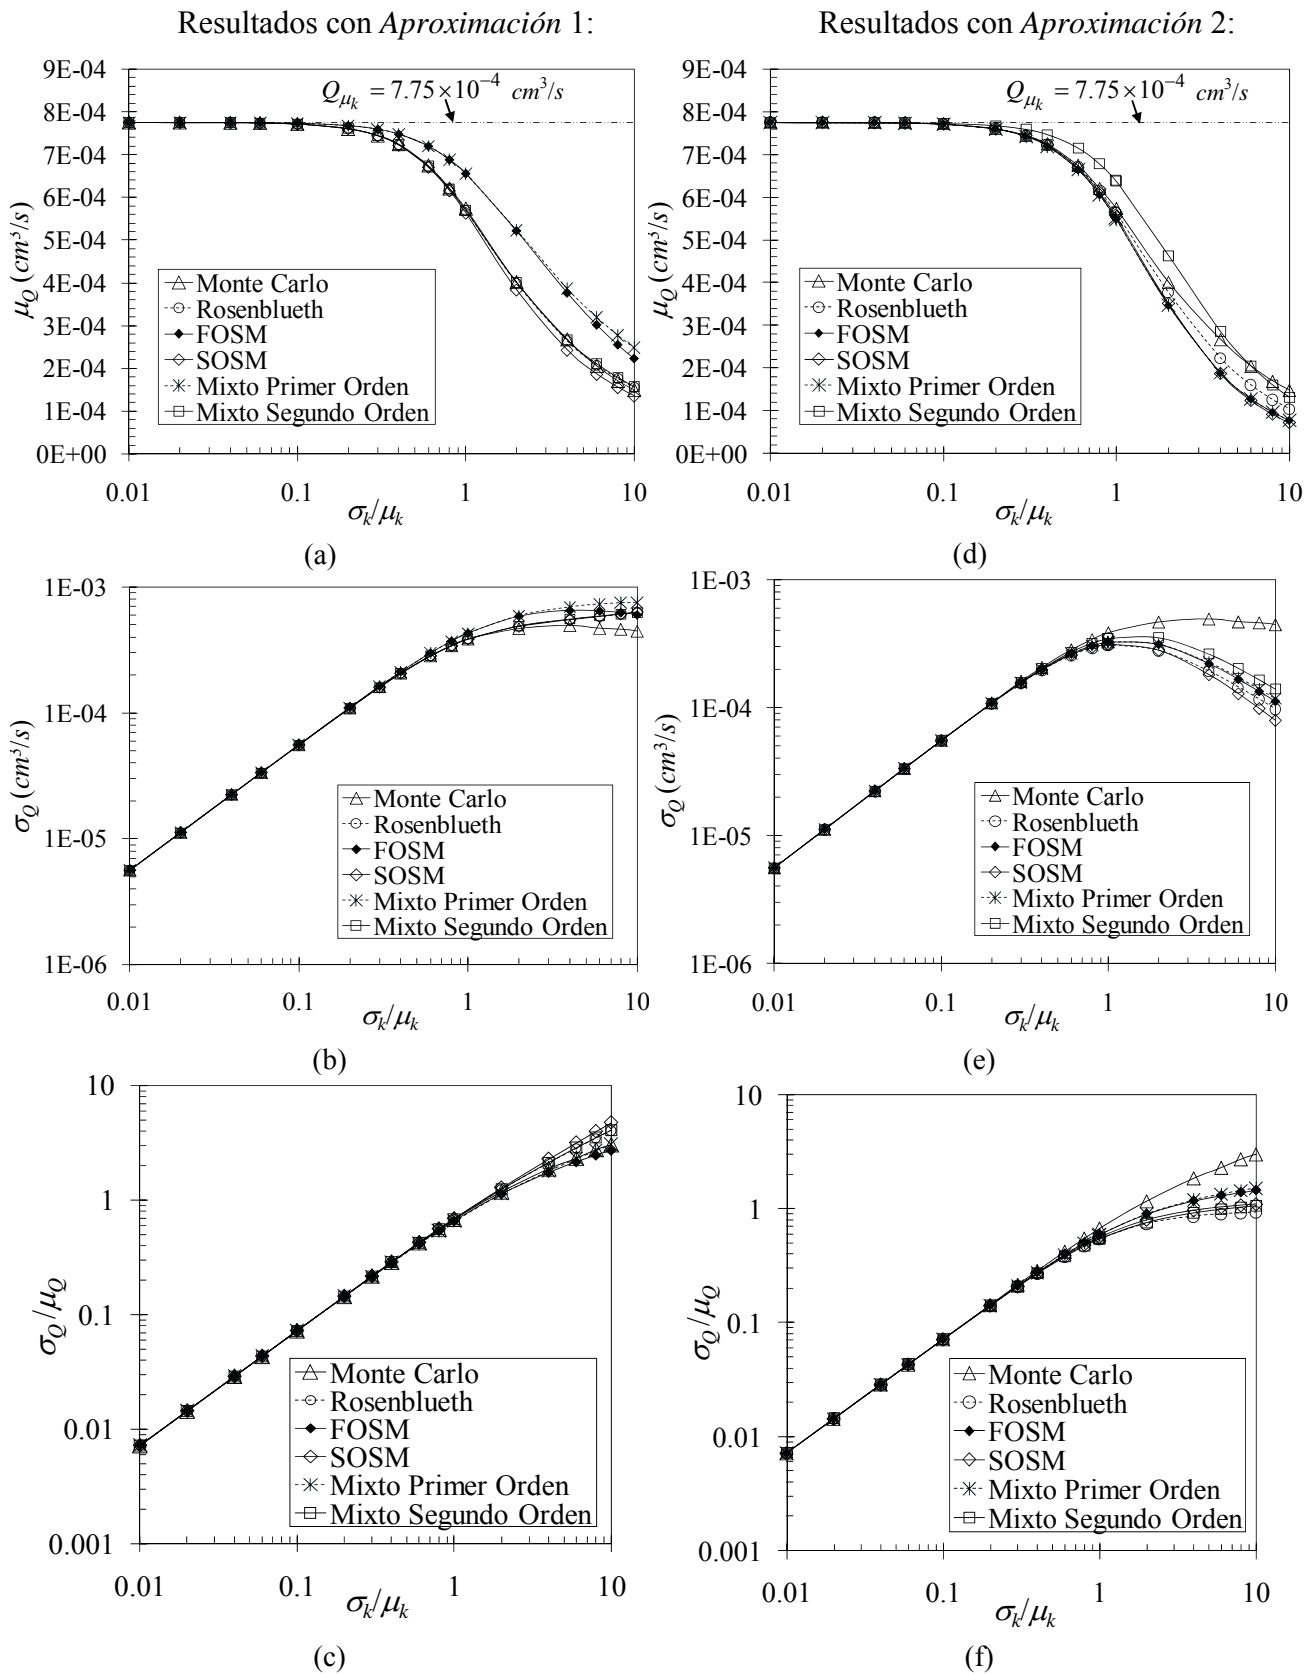 Resultados con Aproximación 1:
Resultados con Aproximación 2:
9E-04
8E-04
7E-04
6E-04
5E-04
4E-04
3E-04
2E-04
1E-04
0E+00
μQ (cm³/s)
Qμk = 7.75×10⁻⁴ cm³/s
Monte Carlo
Rosenblueth
FOSM
SOSM
Mixto Primer Orden
Mixto Segundo Orden
0.01 0.1 1 10
σk/μk
(a)
9E-04
8E-04
7E-04
6E-04
5E-04
4E-04
3E-04
2E-04
1E-04
0E+00
μQ (cm³/s)
Qμk = 7.75×10⁻⁴ cm³/s
Monte Carlo
Rosenblueth
FOSM
SOSM
Mixto Primer Orden
Mixto Segundo Orden
0.01 0.1 1 10
σk/μk
(d)
1E-03
1E-04
1E-05
1E-06
σQ (cm³/s)
Monte Carlo
Rosenblueth
FOSM
SOSM
Mixto Primer Orden
Mixto Segundo Orden
0.01 0.1 1 10
σk/μk
(b)
1E-03
1E-04
1E-05
1E-06
σQ (cm³/s)
Monte Carlo
Rosenblueth
FOSM
SOSM
Mixto Primer Orden
Mixto Segundo Orden
0.01 0.1 1 10
σk/μk
(e)
10
1
0.1
0.01
0.001
σQ/μQ
Monte Carlo
Rosenblueth
FOSM
SOSM
Mixto Primer Orden
Mixto Segundo Orden
0.01 0.1 1 10
σk/μk
(c)
10
1
0.1
0.01
0.001
σQ/μQ
Monte Carlo
Rosenblueth
FOSM
SOSM
Mixto Primer Orden
Mixto Segundo Orden
0.01 0.1 1 10
σk/μk
(f)